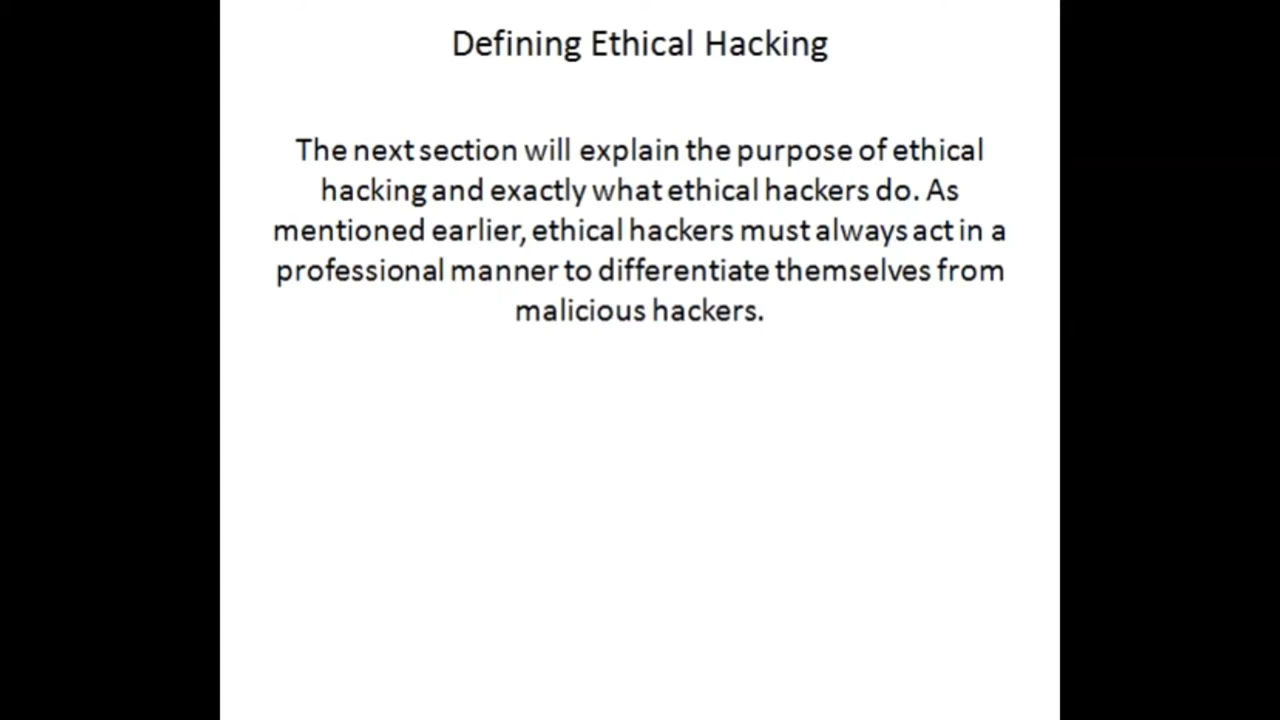 Defining Ethical Hacking
The next section will explain the purpose of ethical
hacking and exactly what ethical hackers do. As
mentioned earlier, ethical hackers must always act in a
professional manner to differentiate themselves from
malicious hackers.